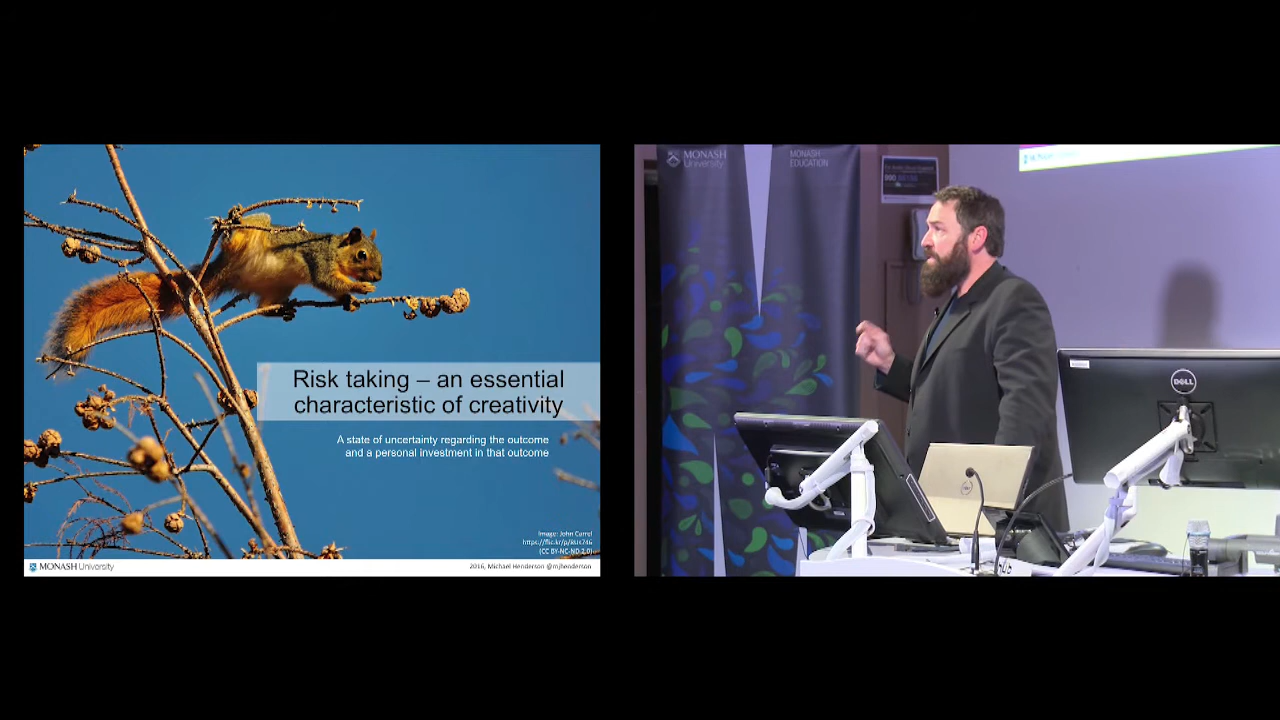 Risk taking – an essential
characteristic of creativity
A state of uncertainty regarding the outcome
and a personal investment in that outcome
Image: John Currel
(CC BY-NC-ND 2.0)
MONASH University
2016, Michael Henderson @mjhenderson
MONASH
University
MONASH
EDUCATION
DELL